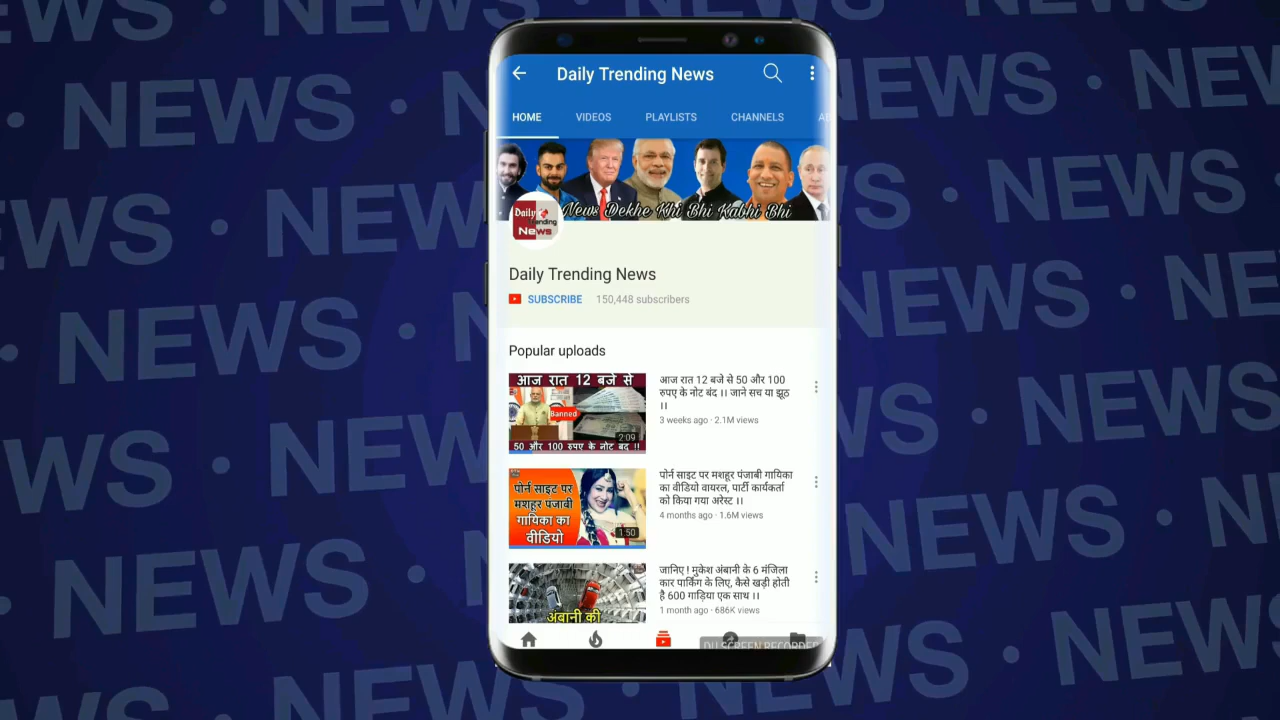 NEWS
Daily Trending News
HOME VIDEOS PLAYLISTS CHANNELS
News Dekhe Khi Bhi Kabhi Bhi
Daily
Trending
News
Daily Trending News
SUBSCRIBE 150,448 subscribers
Popular uploads
आज रात 12 बजे से
Banned
2:09
50 और 100 रुपए के नोट बद !!
आज रात 12 बजे से 50 और 100
रुपए के नोट बंद ।। जाने सच या झूठ
।।
3 weeks ago · 2.1M views
पोर्न साइट पर
मशहूर पंजाबी
गायिका का
वीडियो
1:50
पोर्न साइट पर मशहूर पंजाबी गायिका
का वीडियो वायरल, पार्टी कार्यकर्ता
को किया गया अरेस्ट ।।
4 months ago · 1.6M views
अंबानी की
जानिए ! मुकेश अंबानी के 6 मंजिला
कार पार्किंग के लिए, कैसे खड़ी होती
है 600 गाड़िया एक साथ ।।
1 month ago · 686K views
DU SCREEN RECORDER